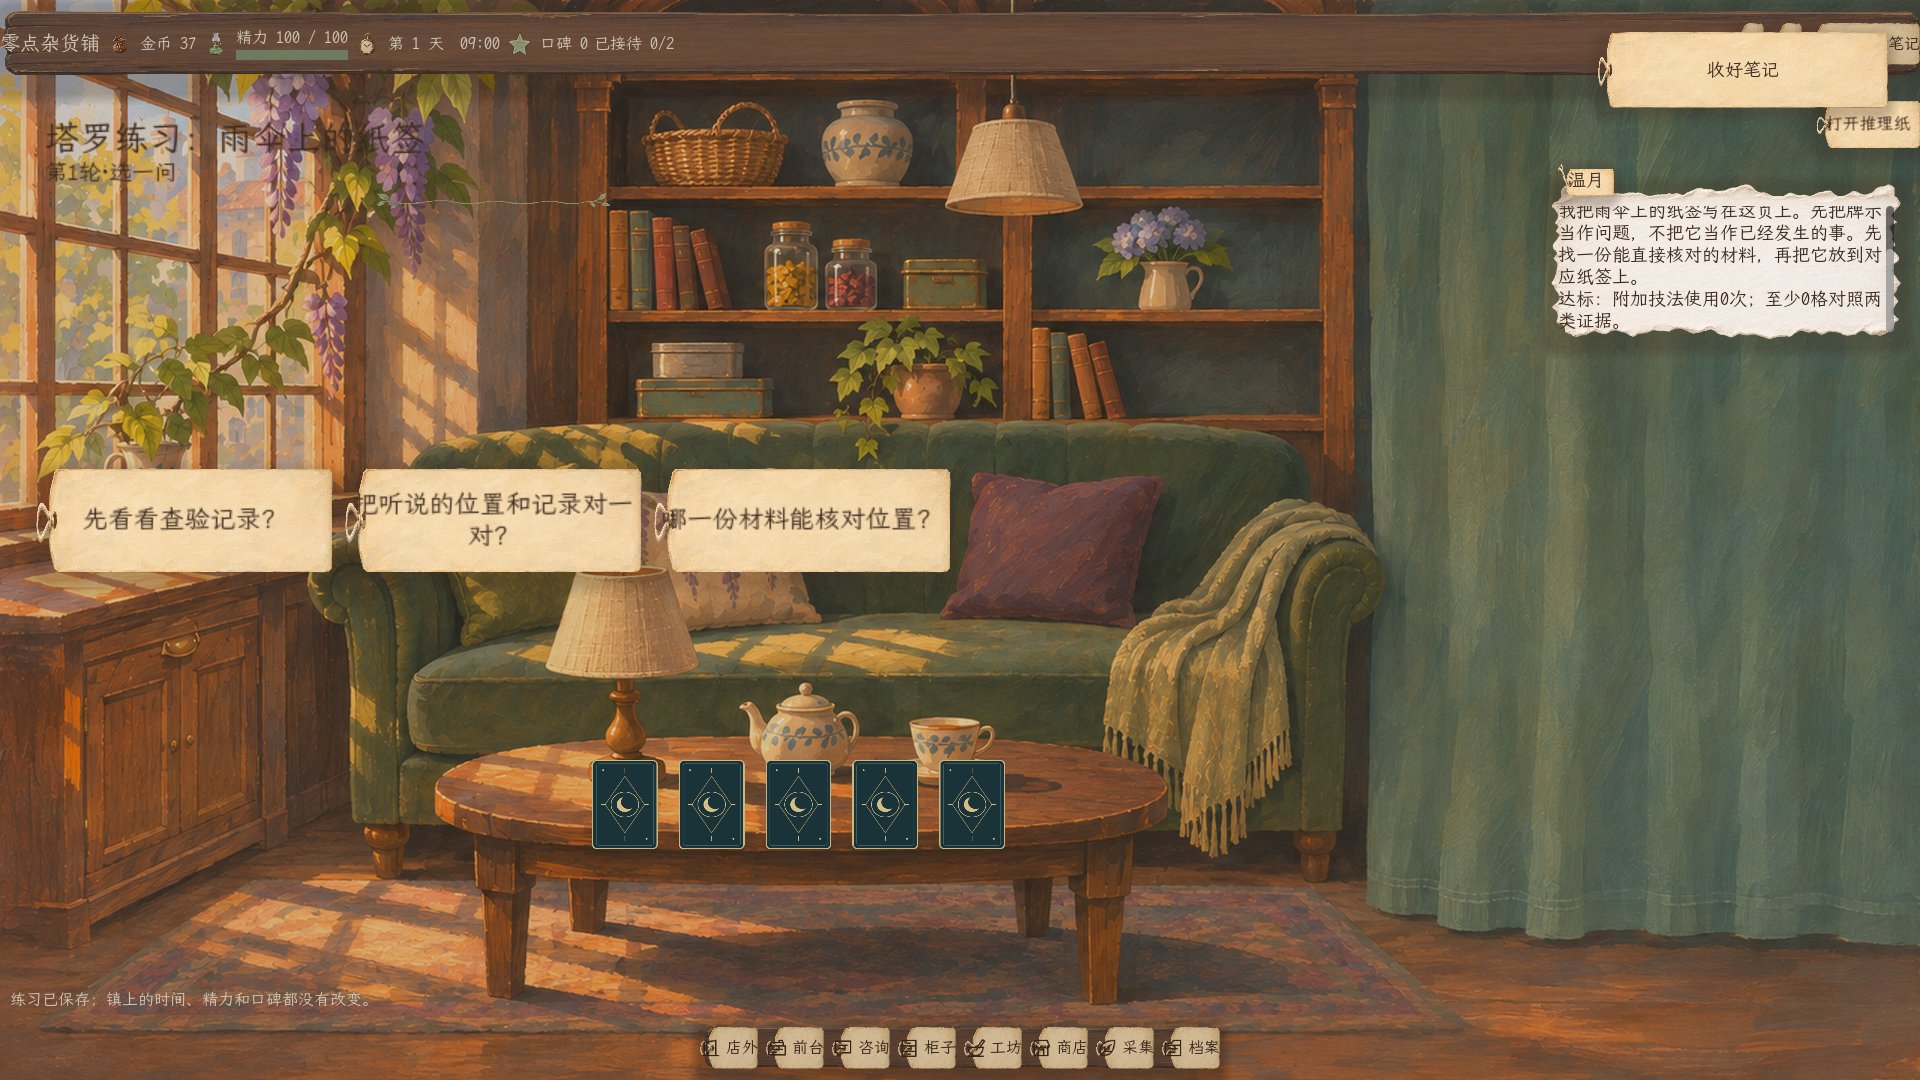 零点杂货铺 金币 37 精力 100 / 100 第 1 天 09:00 口碑 0 已接待 0/2
笔记
收好笔记
打开推理纸
塔罗练习：雨伞上的纸签
第1轮·选一问
温月
我把雨伞上的纸签写在这页上。先把牌示
当作问题，不把它当作已经发生的事。先
找一份能直接核对的材料，再把它放到对
应纸签上。
达标：附加技法使用0次；至少0格对照两
类证据。
先看看查验记录？
把听说的位置和记录对一
对？
哪一份材料能核对位置？
练习已保存；镇上的时间、精力和口碑都没有改变。
店外 前台 咨询 柜子 工坊 商店 采集 档案